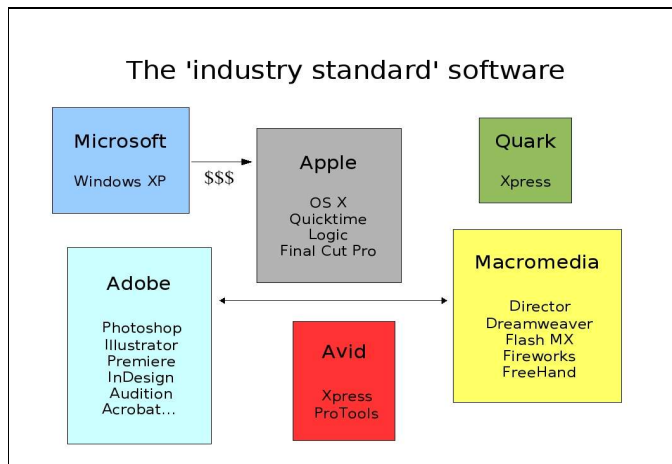 The 'industry standard' software
Microsoft
Windows XP
$$$
Apple
OS X
Quicktime
Logic
Final Cut Pro
Quark
Xpress
Adobe
Photoshop
Illustrator
Premiere
InDesign
Audition
Acrobat...
Avid
Xpress
ProTools
Macromedia
Director
Dreamweaver
Flash MX
Fireworks
FreeHand